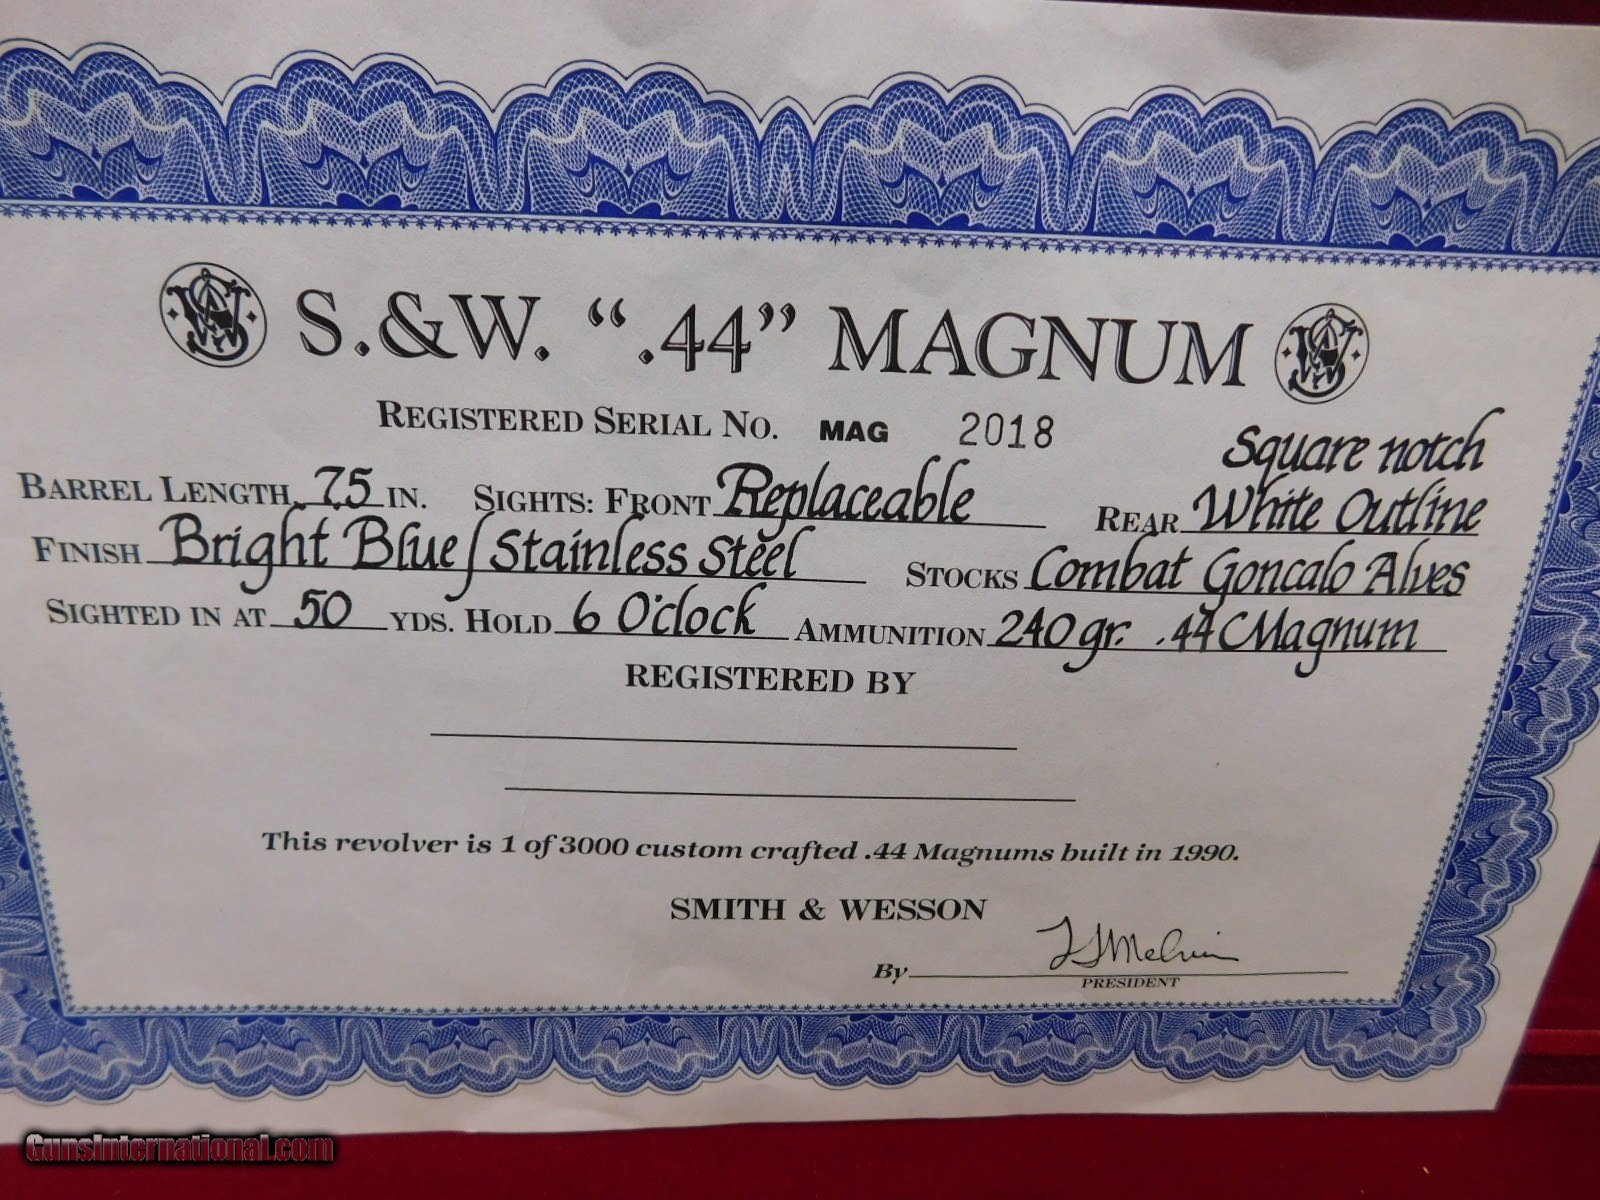 S.&W. “.44” MAGNUM
REGISTERED SERIAL NO. MAG 2018
Square notch
BARREL LENGTH 7.5 IN. SIGHTS: FRONT Replaceable REAR White Outline
FINISH Bright Blue/Stainless Steel STOCKS Combat Goncalo Alves
SIGHTED IN AT 50 YDS. HOLD 6 O'clock AMMUNITION 240 gr. .44 Magnum
REGISTERED BY
This revolver is 1 of 3000 custom crafted .44 Magnums built in 1990.
SMITH & WESSON
By L J Melvin
PRESIDENT
GunsInternational.com